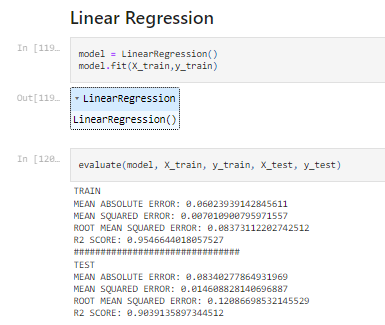 Linear Regression
In [119…
model = LinearRegression()
model.fit(X_train,y_train)
Out[119…
LinearRegression
LinearRegression()
In [120…
evaluate(model, X_train, y_train, X_test, y_test)
TRAIN
MEAN ABSOLUTE ERROR: 0.06023939142845611
MEAN SQUARED ERROR: 0.007010900795971557
ROOT MEAN SQUARED ERROR: 0.08373112202742512
R2 SCORE: 0.9546644018057527
###############################
TEST
MEAN ABSOLUTE ERROR: 0.08340277864931969
MEAN SQUARED ERROR: 0.014608828140696887
ROOT MEAN SQUARED ERROR: 0.12086698532145529
R2 SCORE: 0.9039135897344512